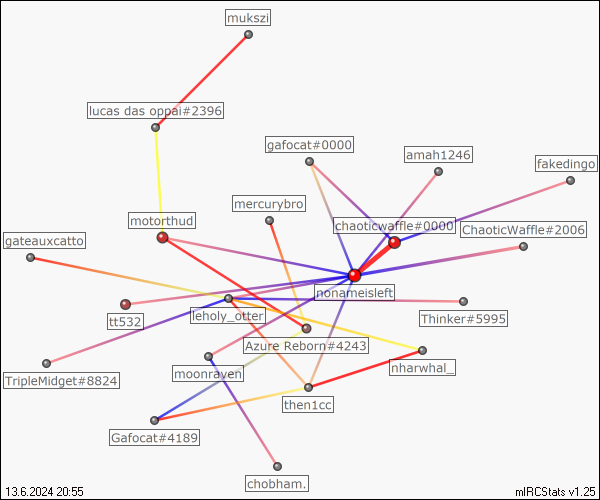 mukszi
lucas das oppai#2396
gafocat#0000
amah1246
fakedingo
mercurybro
motorthud
chaoticwaffle#0000
ChaoticWaffle#2006
gateauxcatto
nonameisleft
leholy_otter
tt532
Thinker#5995
Azure Reborn#4243
nharwhal_
TripleMidget#8824
moonraven
then1cc
Gafocat#4189
chobham.
13.6.2024 20:55
mIRCStats v1.25